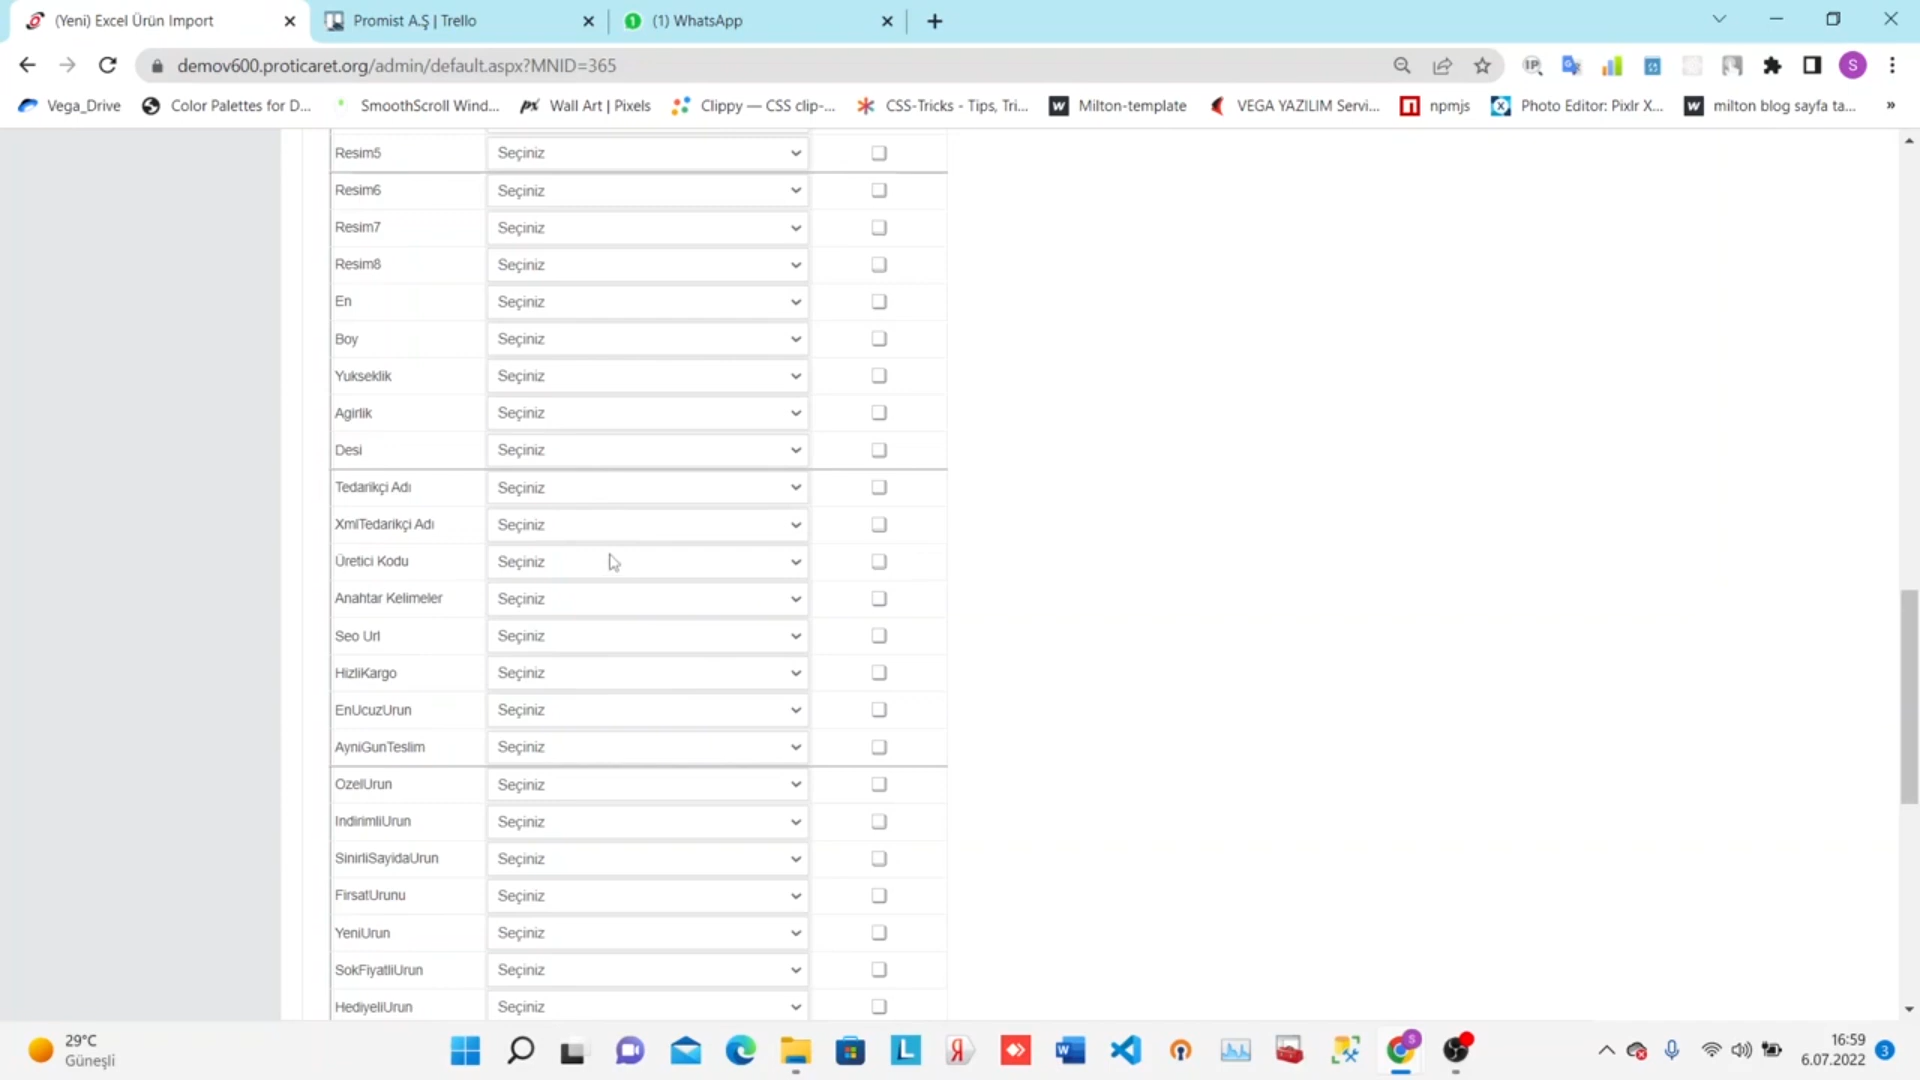 (Yeni) Excel Ürün Import
Promist A.Ş | Trello
(1) WhatsApp
demov600.proticaret.org/admin/default.aspx?MNID=365
Vega_Drive
Color Palettes for D...
SmoothScroll Wind...
Wall Art | Pixels
Clippy — CSS clip-...
CSS-Tricks - Tips, Tri...
Milton-template
VEGA YAZILIM Servi...
npmjs
Photo Editor: Pixlr X...
milton blog sayfa ta...
»
Resim5 Seçiniz
Resim6 Seçiniz
Resim7 Seçiniz
Resim8 Seçiniz
En Seçiniz
Boy Seçiniz
Yukseklik Seçiniz
Agirlik Seçiniz
Desi Seçiniz
Tedarikçi Adı Seçiniz
XmlTedarikçi Adı Seçiniz
Üretici Kodu Seçiniz
Anahtar Kelimeler Seçiniz
Seo Url Seçiniz
HizliKargo Seçiniz
EnUcuzUrun Seçiniz
AyniGunTeslim Seçiniz
OzelUrun Seçiniz
IndirimliUrun Seçiniz
SinirliSayidaUrun Seçiniz
FirsatUrunu Seçiniz
YeniUrun Seçiniz
SokFiyatliUrun Seçiniz
HediyeliUrun Seçiniz
29°C
Güneşli
16:59
6.07.2022
3